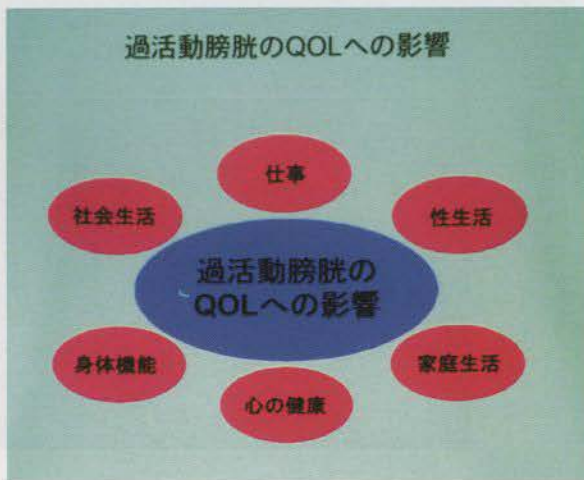 過活動膀胱のQOLへの影響
仕事
社会生活
性生活
過活動膀胱の
QOLへの影響
身体機能
家庭生活
心の健康